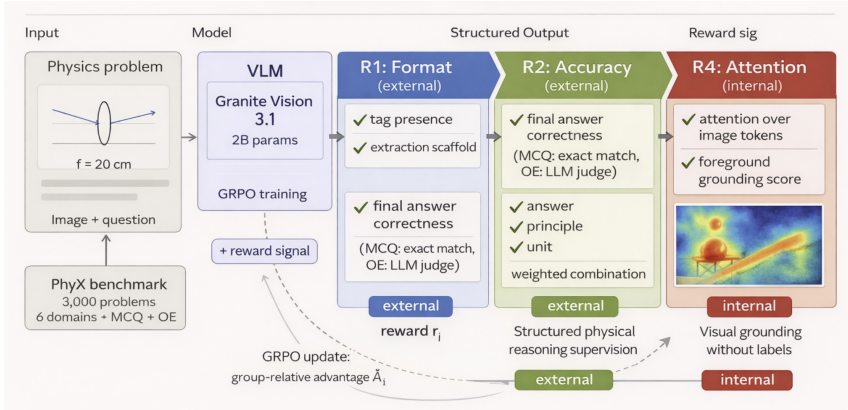 Input
Model
Structured Output
Reward sig
Physics problem
f = 20 cm
Image + question
PhyX benchmark
3,000 problems
6 domains + MCQ + OE
VLM
Granite Vision
3.1
2B params
GRPO training
+ reward signal
R1: Format
(external)
✓ tag presence
✓ extraction scaffold
✓ final answer
correctness
(MCQ: exact match,
OE: LLM judge)
external
reward rⱼ
R2: Accuracy
(external)
✓ final answer
correctness
(MCQ: exact match,
OE: LLM judge)
✓ answer
✓ principle
✓ unit
weighted combination
external
Structured physical
reasoning supervision
external
R4: Attention
(internal)
✓ attention over
image tokens
✓ foreground
grounding score
internal
Visual grounding
without labels
internal
GRPO update:
group-relative advantage Ǎᵢ